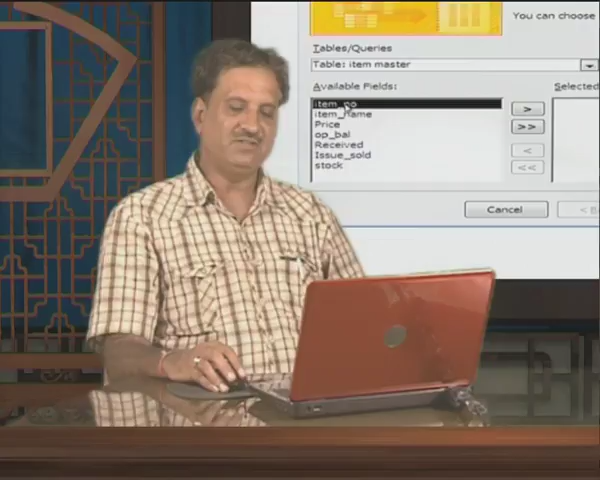 You can choose
Tables/Queries
Table: item master
Available Fields:
Selected
item_no
item_name
Price
op_bal
Received
Issue_sold
stock
>
>>
<
<<
Cancel
< B